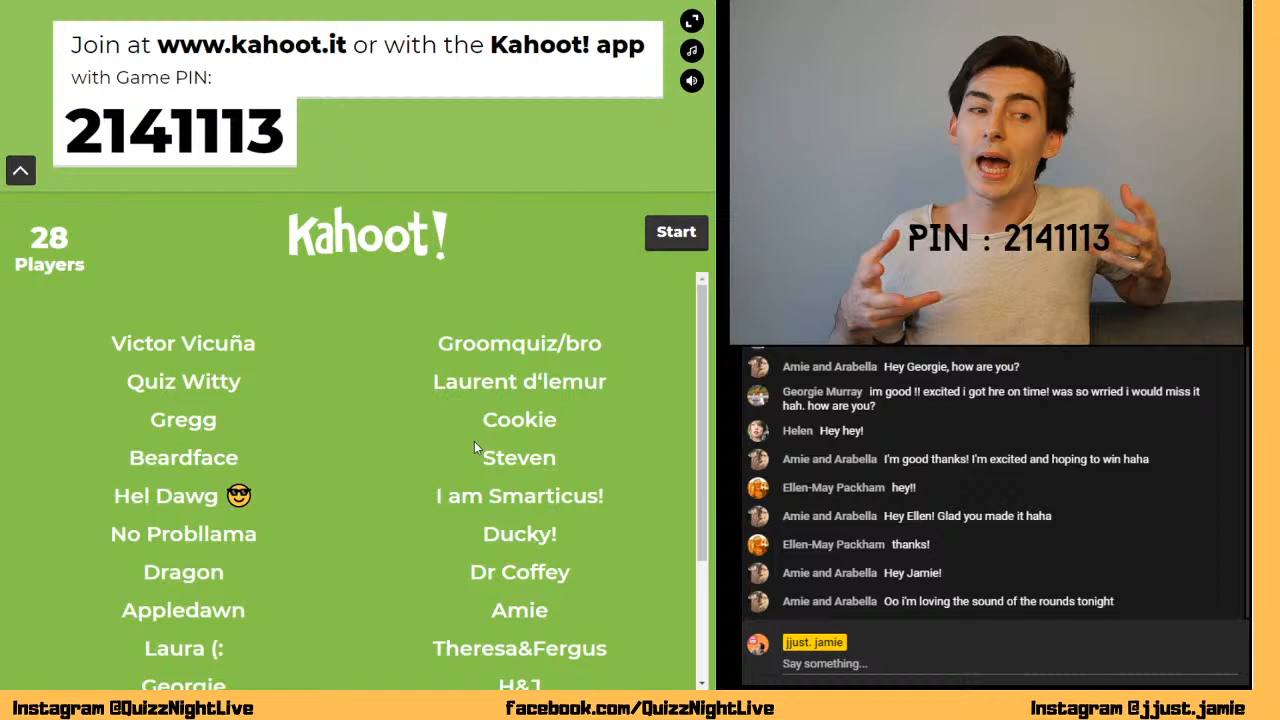 Join at www.kahoot.it or with the Kahoot! app
with Game PIN:
2141113
28
Players
Kahoot!
Start
Victor Vicuña
Groomquiz/bro
Quiz Witty
Laurent d‘lemur
Gregg
Cookie
Beardface
Steven
Hel Dawg 😎
I am Smarticus!
No Probllama
Ducky!
Dragon
Dr Coffey
Appledawn
Amie
Laura (:
Theresa&Fergus
Georgie
H&J
PIN : 2141113
Amie and Arabella Hey Georgie, how are you?
Georgie Murray im good !! excited i got hre on time! was so wrried i would miss it
hah. how are you?
Helen Hey hey!
Amie and Arabella I'm good thanks! I'm excited and hoping to win haha
Ellen-May Packham hey!!
Amie and Arabella Hey Ellen! Glad you made it haha
Ellen-May Packham thanks!
Amie and Arabella Hey Jamie!
Amie and Arabella Oo i'm loving the sound of the rounds tonight
jjust. jamie
Say something...
Instagram @QuizzNightLive
facebook.com/QuizzNightLive
Instagram @jjust.jamie